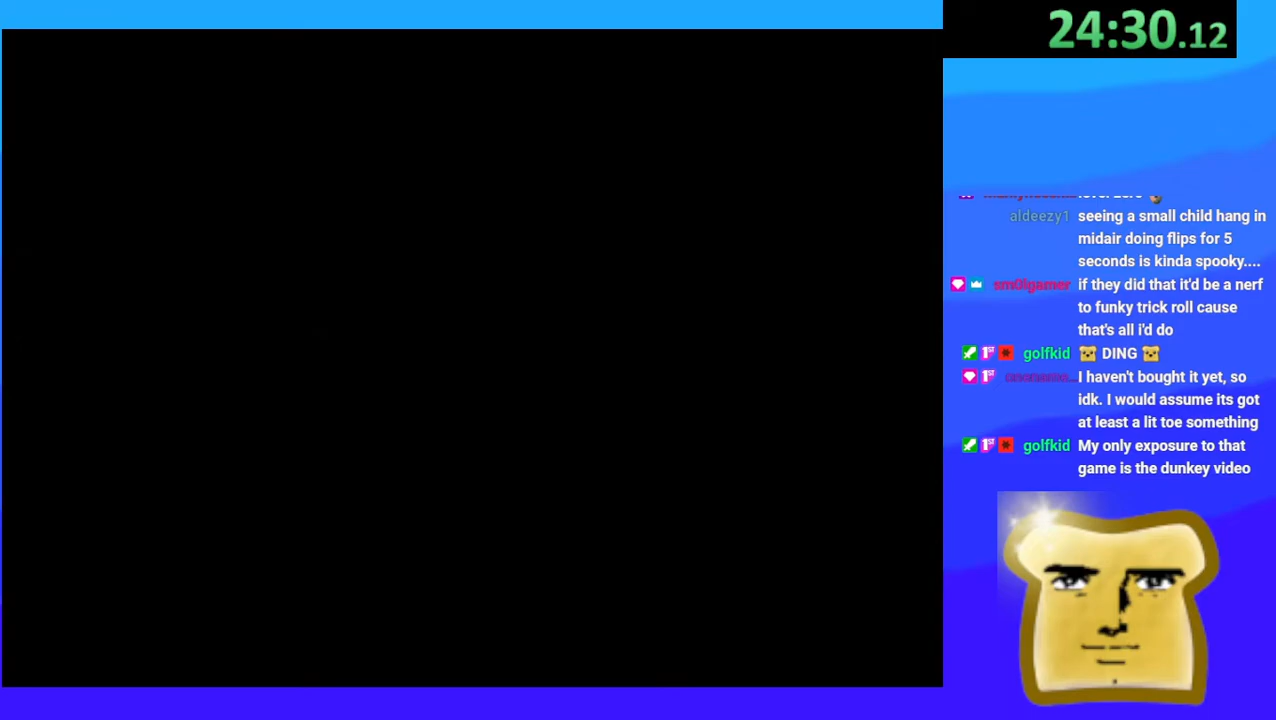 24:30.12
aldeezy1 seeing a small child hang in
midair doing flips for 5
seconds is kinda spooky....
if they did that it'd be a nerf
to funky trick roll cause
that's all i'd do
golfkid DING
I haven't bought it yet, so
idk. I would assume its got
at least a lit toe something
golfkid My only exposure to that
game is the dunkey video